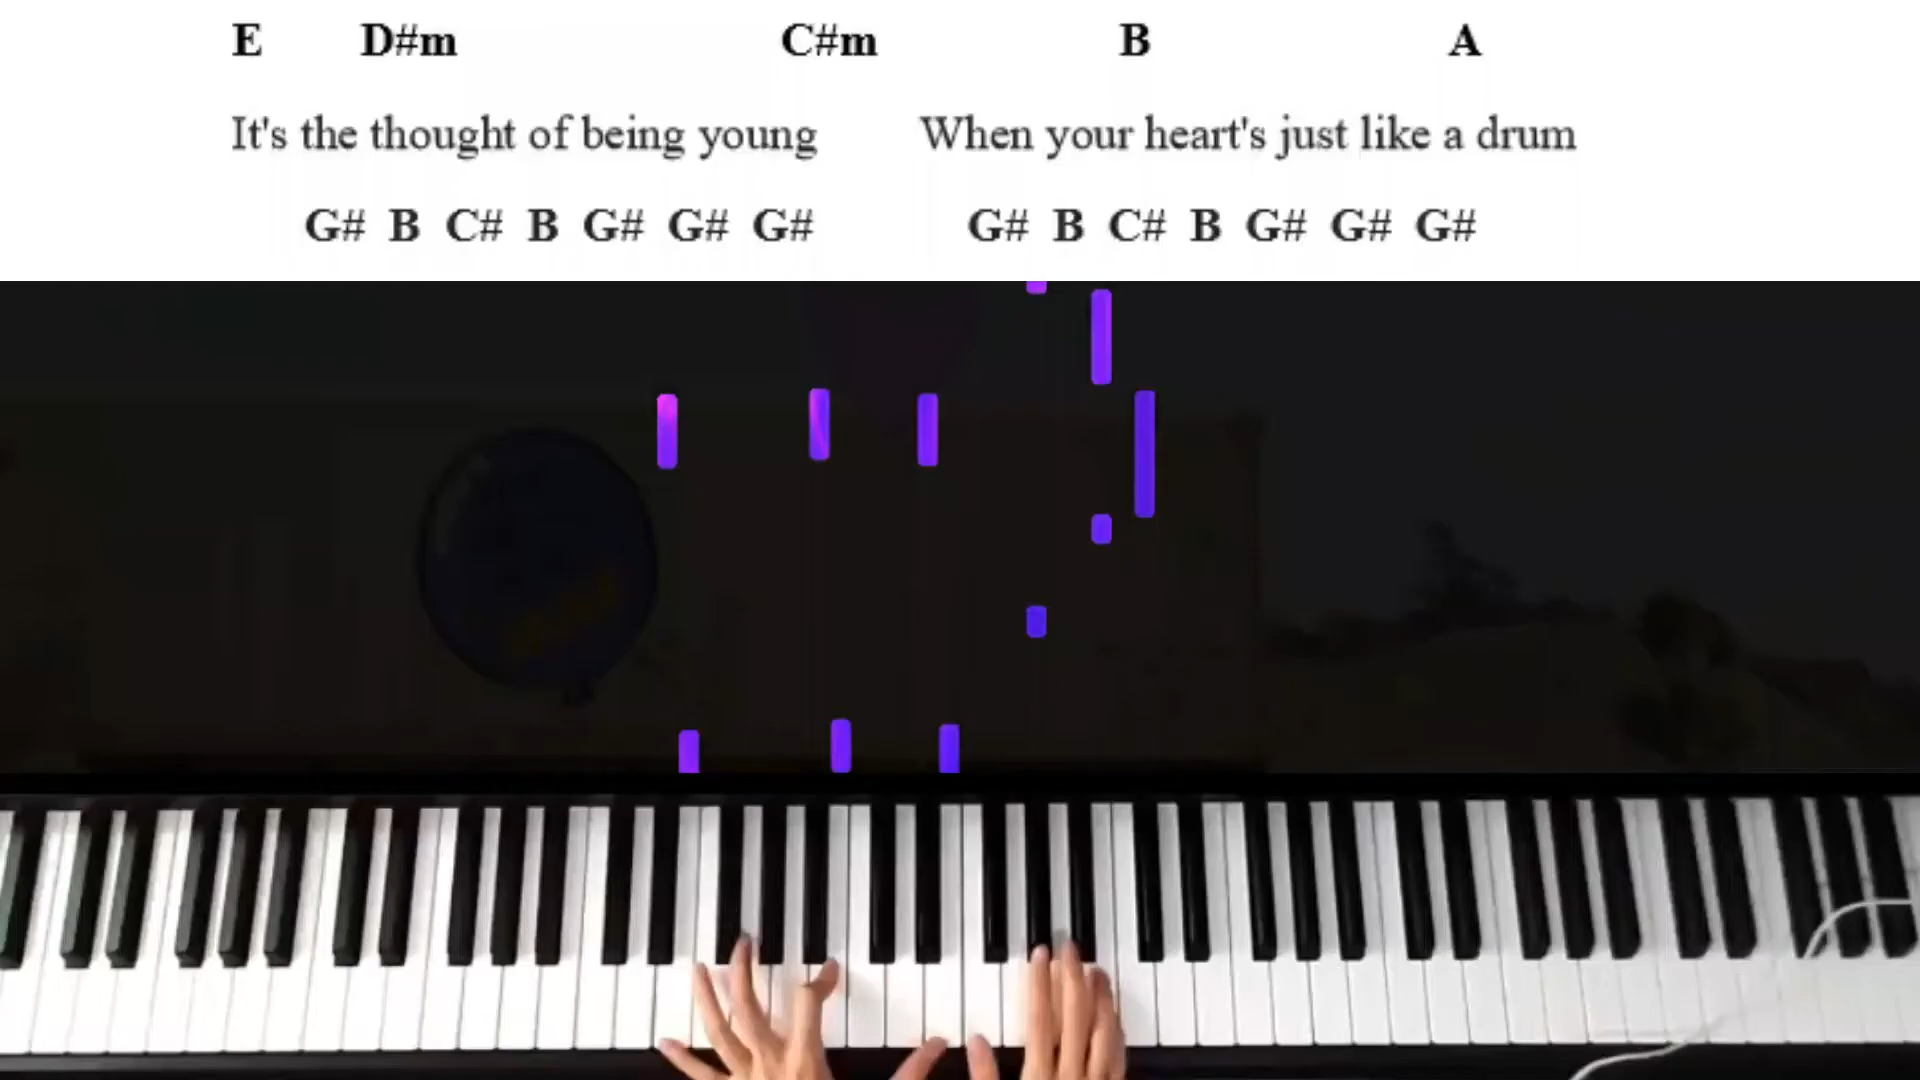 E D#m C#m B A
It's the thought of being young When your heart's just like a drum
G# B C# B G# G# G# G# B C# B G# G# G#